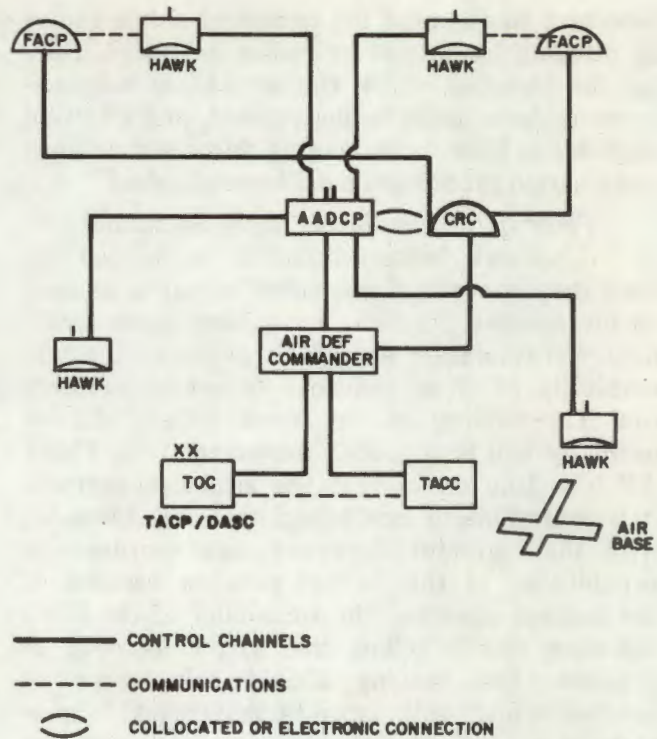 FACP
HAWK
HAWK
FACP
AADCP
CRC
AIR DEF
COMMANDER
HAWK
HAWK
XX
TOC
TACC
TACP/DASC
AIR
BASE
CONTROL CHANNELS
COMMUNICATIONS
COLLOCATED OR ELECTRONIC CONNECTION